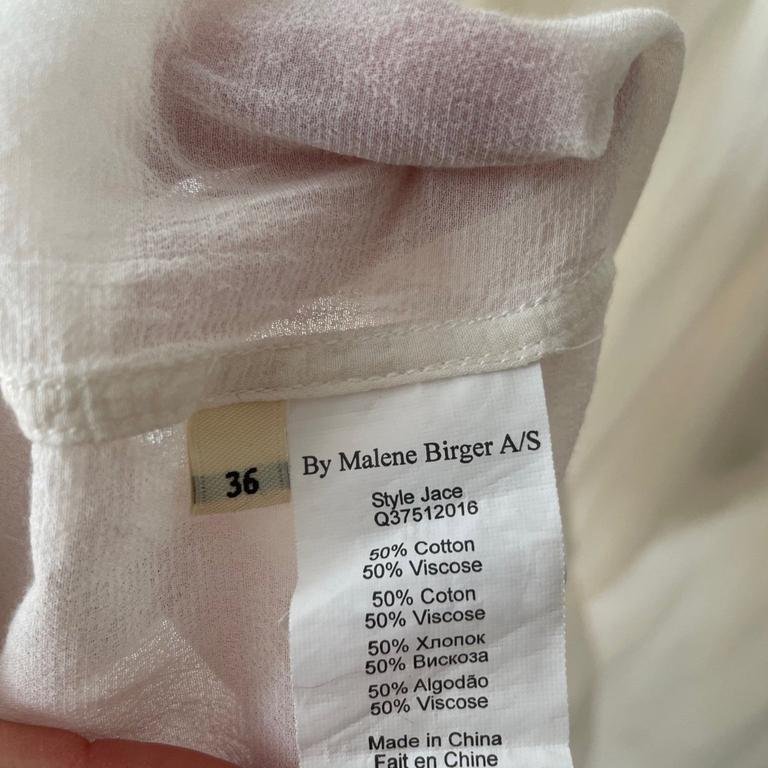 36
By Malene Birger A/S
Style Jace
Q37512016
50% Cotton
50% Viscose
50% Coton
50% Viscose
50% Хлопок
50% Вискоза
50% Algodão
50% Viscose
Made in China
Fait en Chine